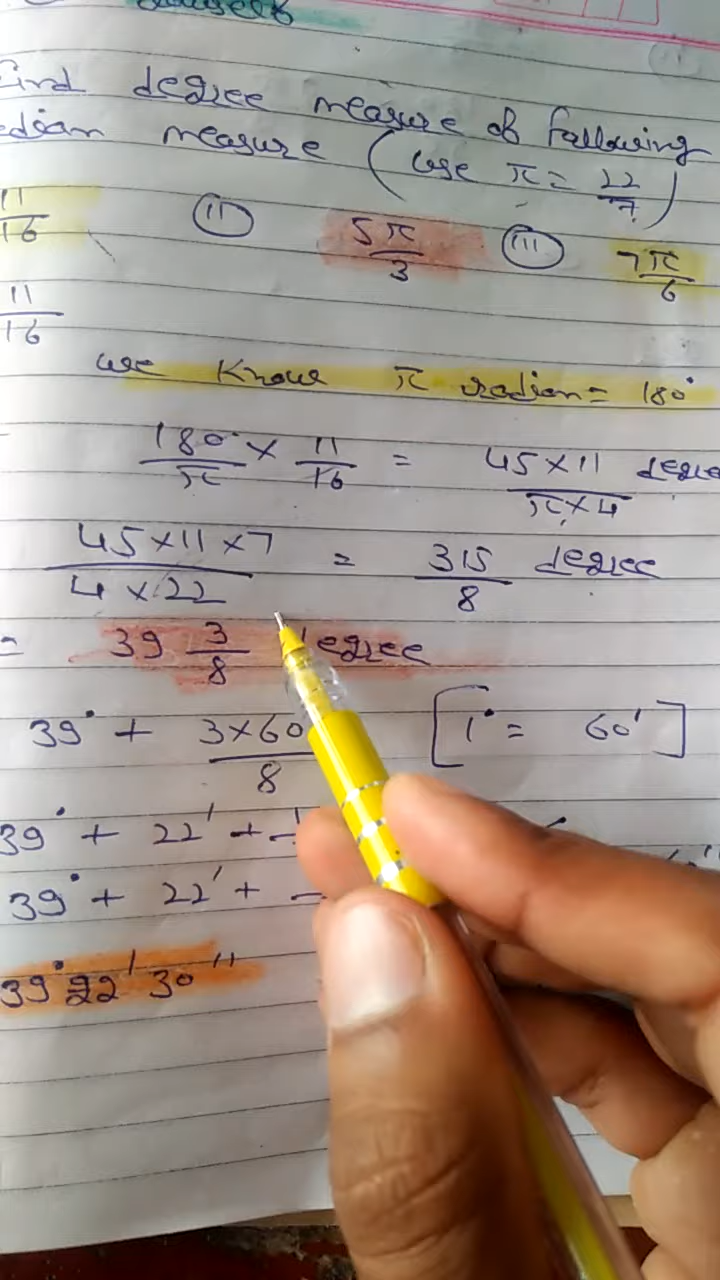 find degree measure of following
edian measure (use π = 22/7)
11/16 (ii) 5π/3 (iii) 7π/6
11/16
we know π radian = 180°
180°/π × 11/16 = 45×11/π×4 degre
45×11×7/4×22 = 315/8 degree
= 39 3/8 degree
39° + 3×60/8 [1° = 60']
39° + 22' +
39° + 22' +
39° 22' 30"